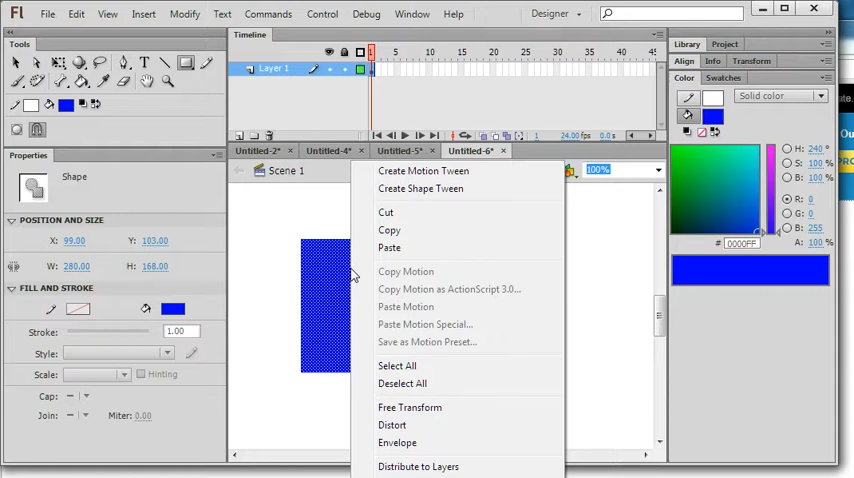 Fl File Edit View Insert Modify Text Commands Control Debug Window Help Designer
Tools
Timeline
1 5 10 15 20 25 30 35 40 45
Layer 1
1 24.00 fps 0.0 s
Library Project
Align Info Transform
Color Swatches
Solid color
H: 240 °
S: 100 %
B: 100 %
R: 0
G: 0
B: 255
# 0000FF A: 100 %
Untitled-2* Untitled-4* Untitled-5* Untitled-6*
Scene 1 100%
Properties
Shape
POSITION AND SIZE
X: 99.00 Y: 103.00
W: 280.00 H: 168.00
FILL AND STROKE
Stroke: 1.00
Style:
Scale: Hinting
Cap:
Join: Miter: 0.00
Create Motion Tween
Create Shape Tween
Cut
Copy
Paste
Copy Motion
Copy Motion as ActionScript 3.0...
Paste Motion
Paste Motion Special...
Save as Motion Preset...
Select All
Deselect All
Free Transform
Distort
Envelope
Distribute to Layers